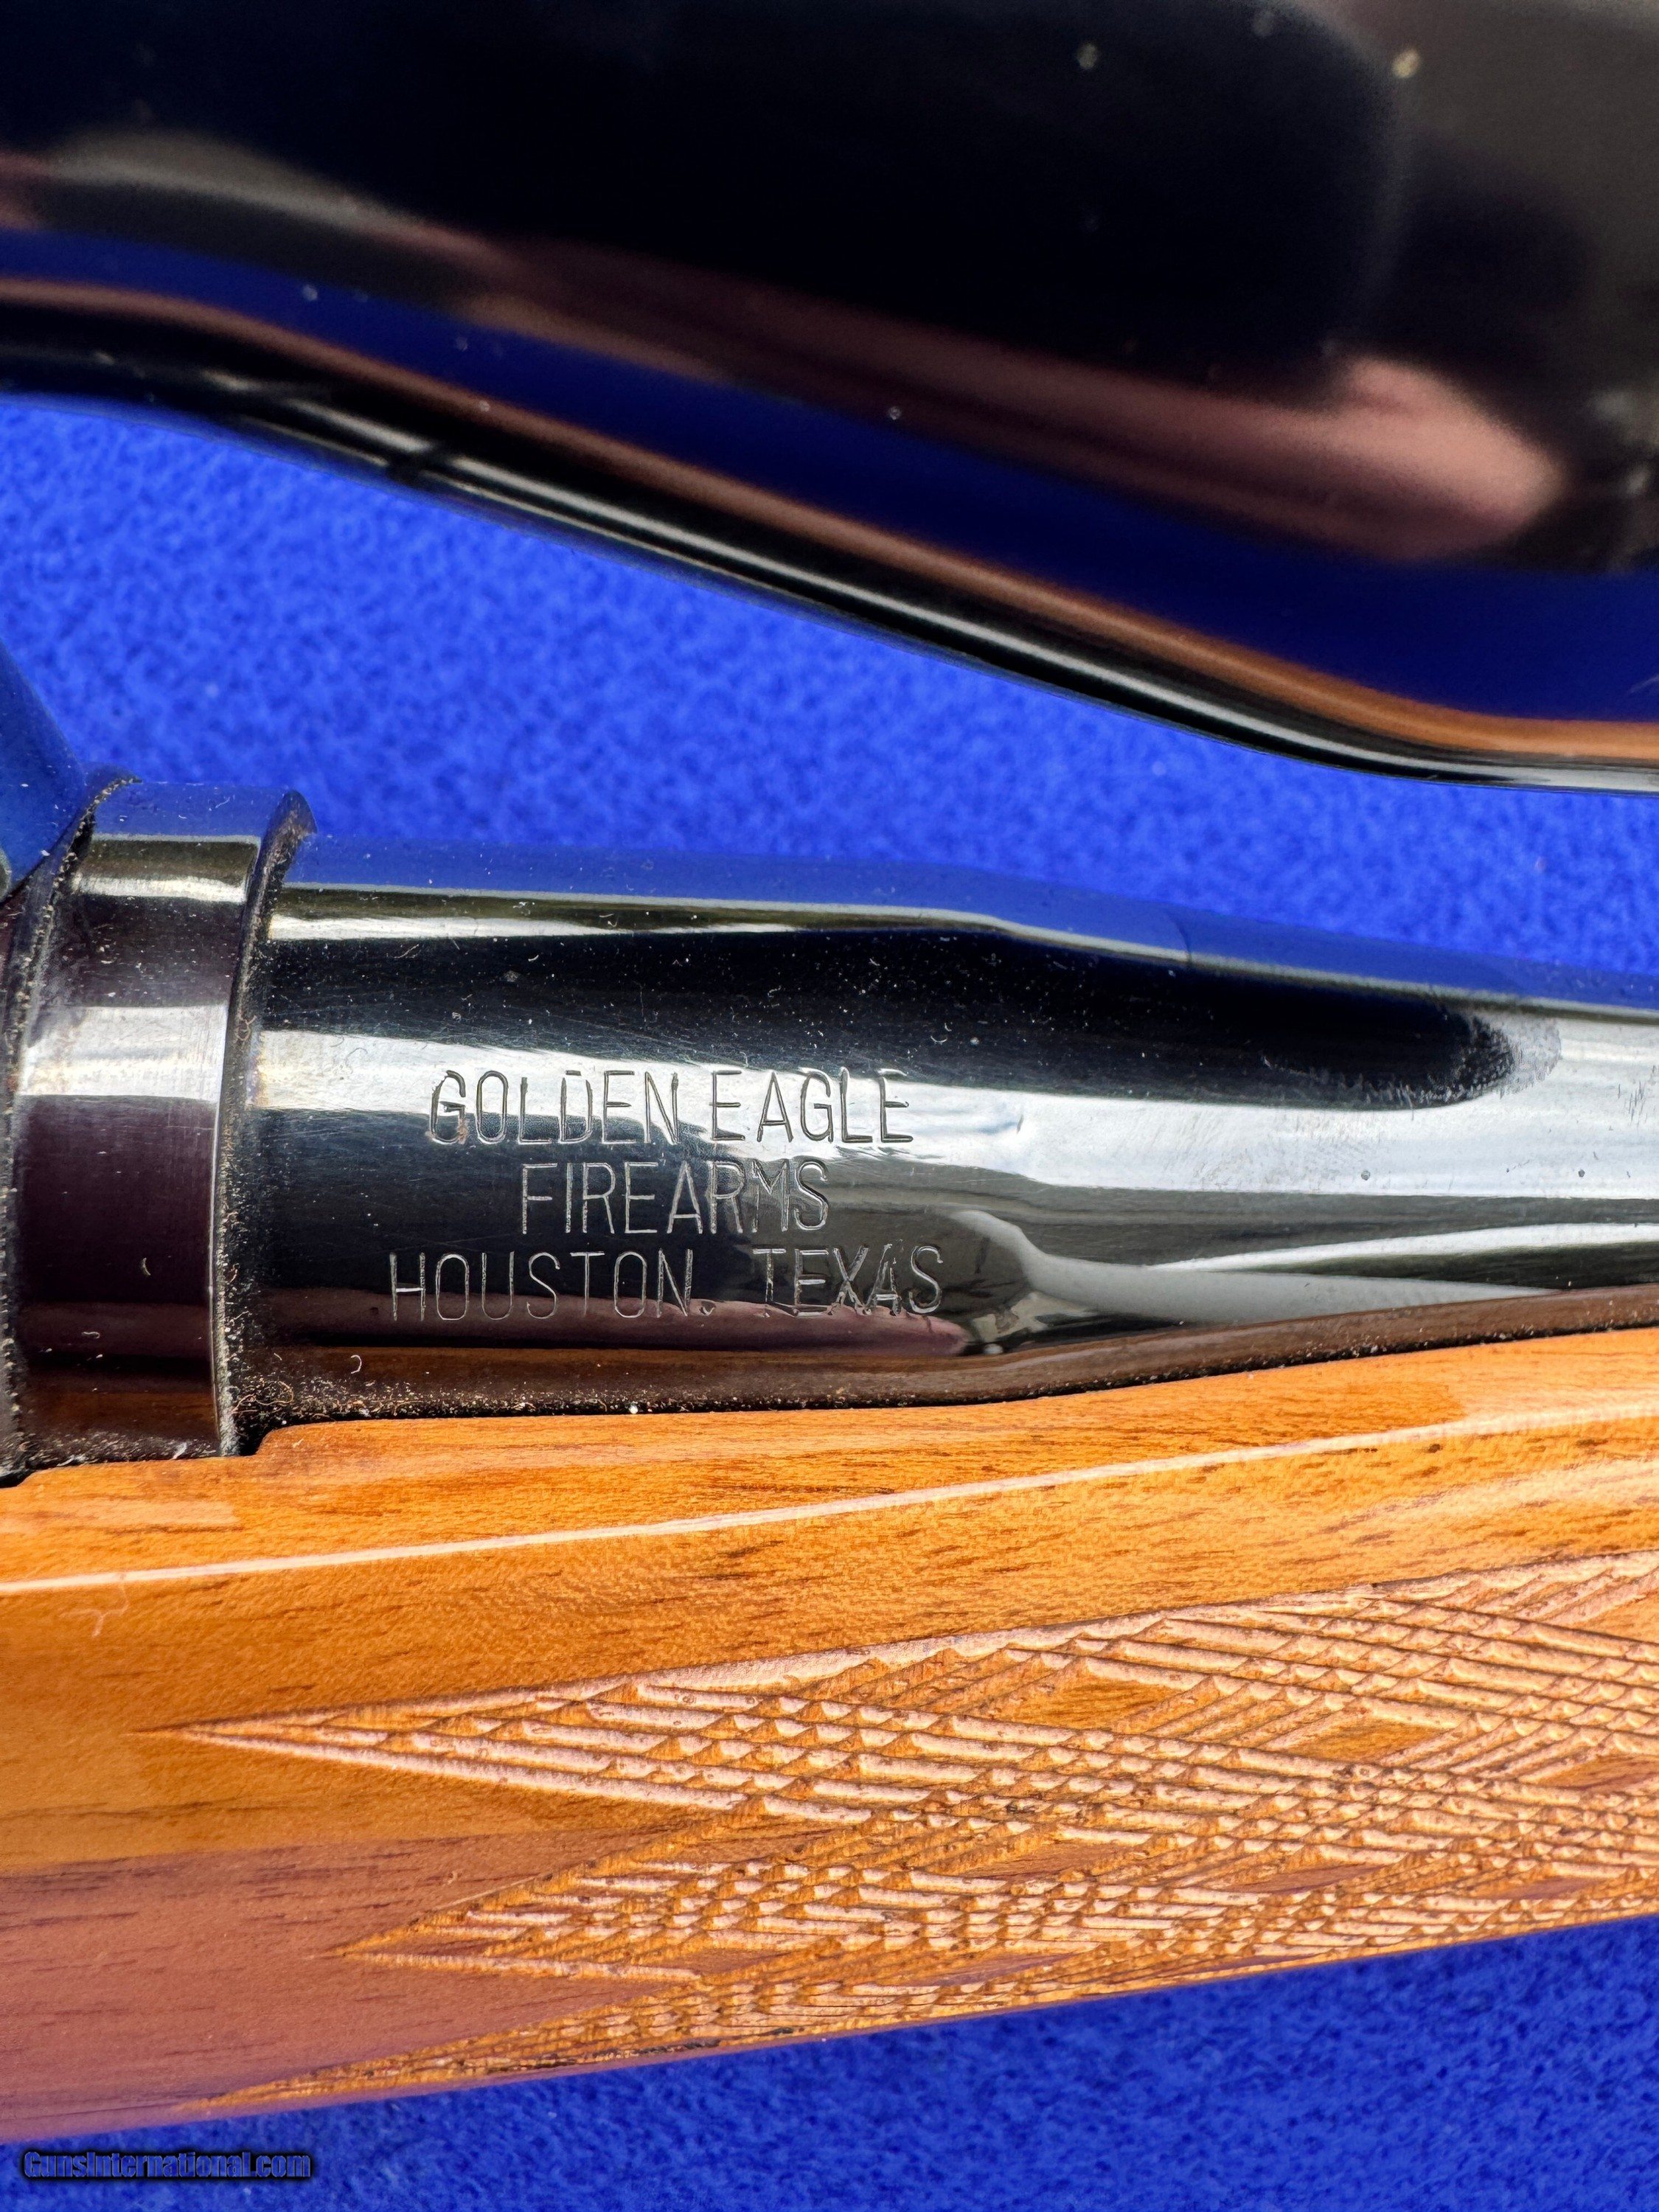 GOLDEN EAGLE
FIREARMS
HOUSTON. TEXAS
GunsInternational.com